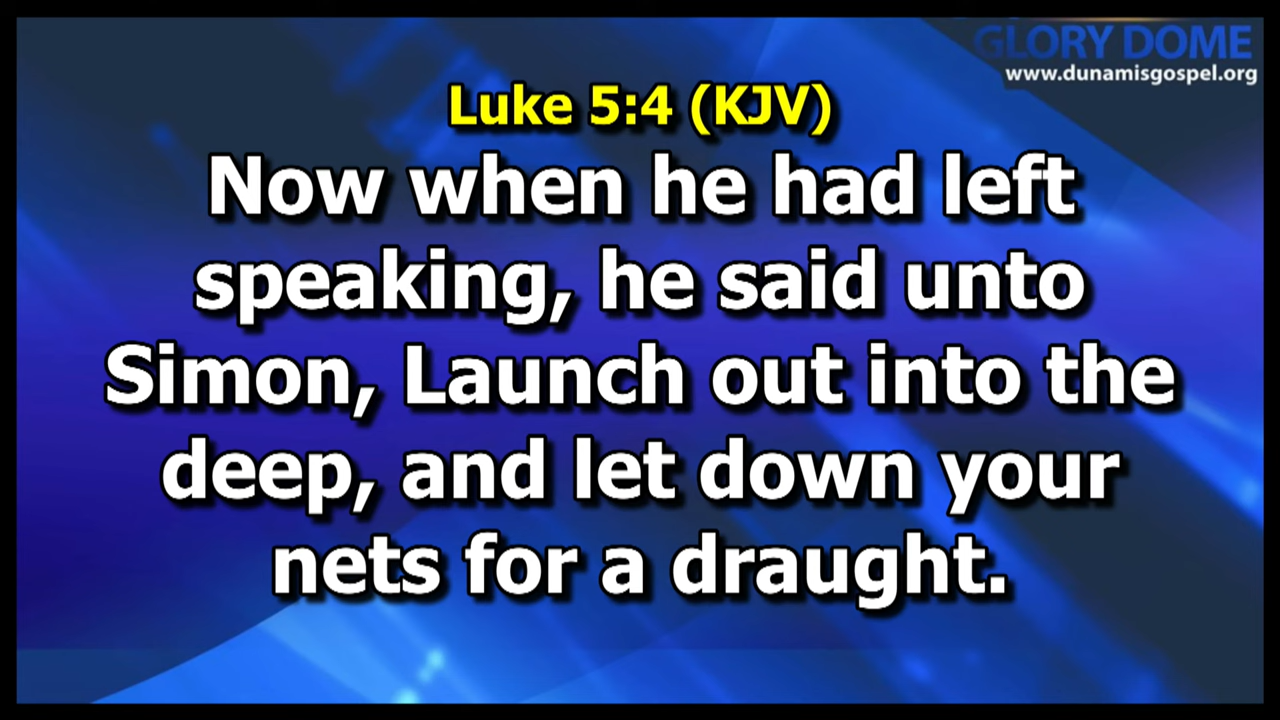 GLORY DOME
www.dunamisgospel.org
Luke 5:4 (KJV)
Now when he had left
speaking, he said unto
Simon, Launch out into the
deep, and let down your
nets for a draught.